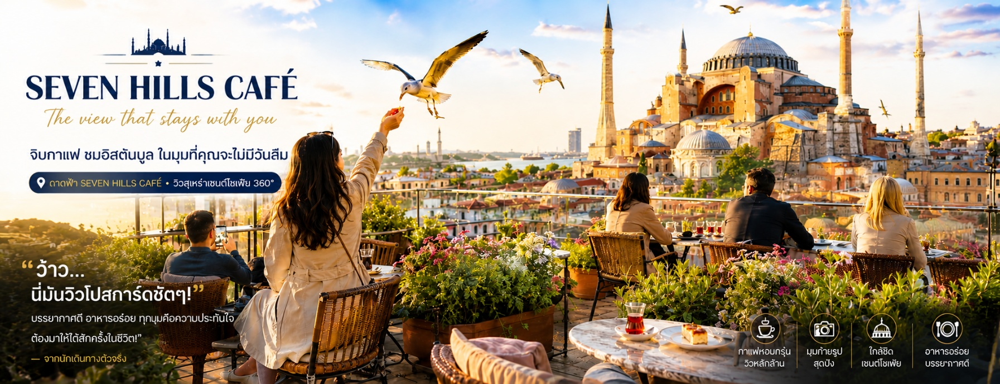 SEVEN HILLS CAFÉ
The view that stays with you
จิบกาแฟ ชมอิสตันบูล ในมุมที่คุณจะไม่มีวันลืม
ดาดฟ้า SEVEN HILLS CAFÉ • วิวสุเหร่าเซนต์โซเฟีย 360°
“ว้าว...
นี่มันวิวโปสการ์ดชัดๆ!”
บรรยากาศดี อาหารอร่อย ทุกมุมคือความประทับใจ
ต้องมาให้ได้สักครั้งในชีวิต!”
— จากนักเดินทางตัวจริง
กาแฟหอมกรุ่น
วิวหลักล้าน
มุมถ่ายรูป
สุดปัง
ใกล้ชิด
เซนต์โซเฟีย
อาหารอร่อย
บรรยากาศดี